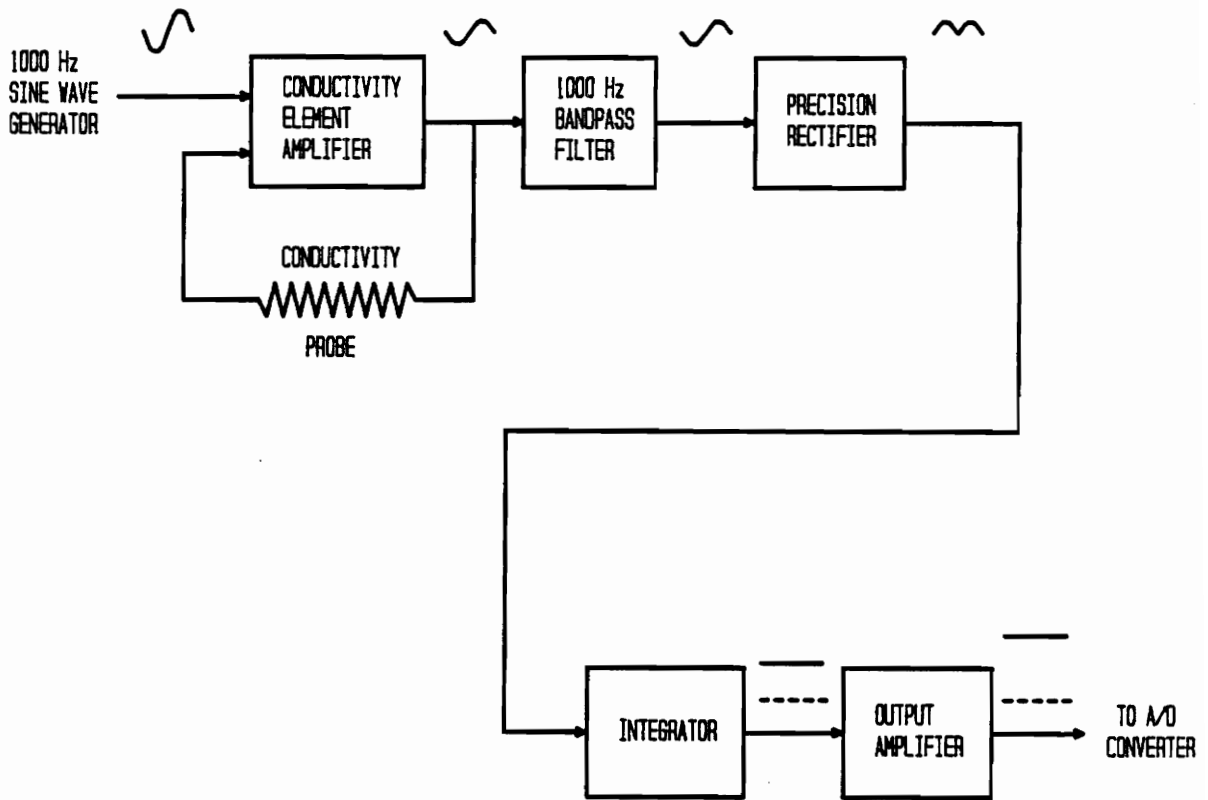 1000 Hz
SINE WAVE
GENERATOR
CONDUCTIVITY
ELEMENT
AMPLIFIER
1000 Hz
BANDPASS
FILTER
PRECISION
RECTIFIER
CONDUCTIVITY
PROBE
INTEGRATOR
OUTPUT
AMPLIFIER
TO A/D
CONVERTER